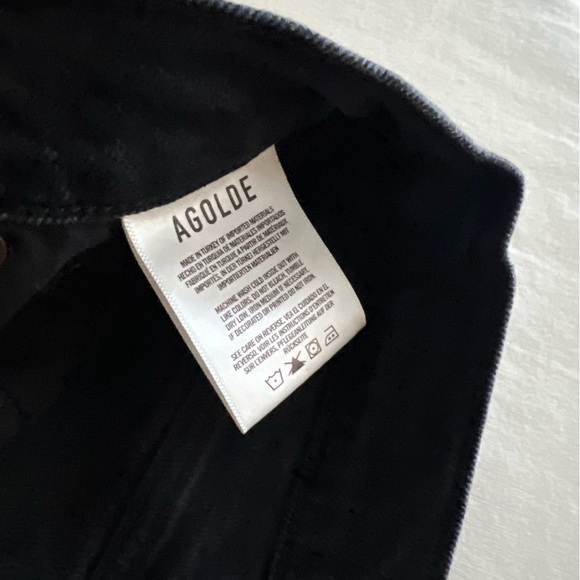 AGOLDE
MADE IN TURKEY OF IMPORTED MATERIALS
HECHO EN TURQUIA DE MATERIALES IMPORTADOS
FABRIQUÉ EN TURQUIE A PARTIR DE MATÉRIAUX
IMPORTÉS, IN DER TÜRKEI HERGESTELLT MIT
IMPORTIERTEN MATERIALIEN
MACHINE WASH COLD INSIDE OUT WITH
LIKE COLORS. DO NOT BLEACH. TUMBLE
DRY LOW. IRON MEDIUM IF NECESSARY.
IF DECORATED OR PRINTED DO NOT IRON.
SEE CARE ON REVERSE. VEA EL CUIDADO EN EL
REVERSO. VOIR LES INSTRUCTIONS D'ENTRETIEN
SUR L'ENVERS. PFLEGEANLEITUNG AUF DER
RÜCKSEITE